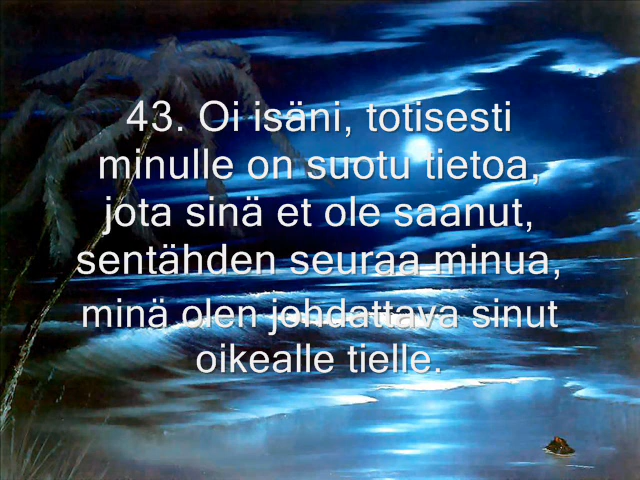 43. Oi isäni, totisesti
minulle on suotu tietoa,
jota sinä et ole saanut,
sentähden seuraa minua,
minä olen johdattava sinut
oikealle tielle.